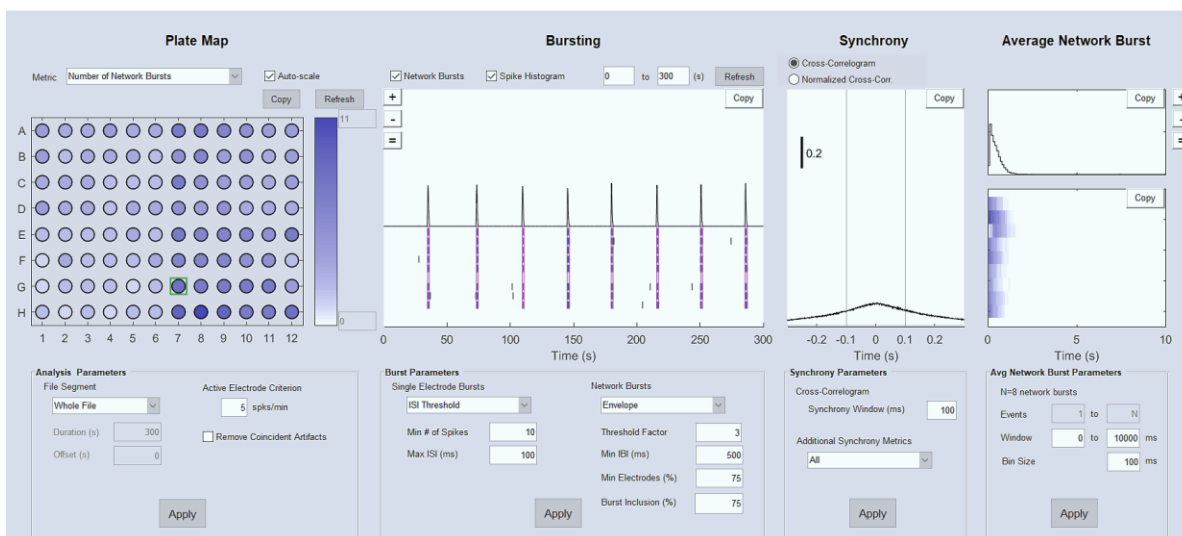 Plate Map
Metric Number of Network Bursts Auto-scale
Copy Refresh
11
A
B
C
D
E
F
G
H
0
1 2 3 4 5 6 7 8 9 10 11 12
Bursting
Network Bursts Spike Histogram 0 to 300 (s) Refresh
+
-
=
Copy
0 50 100 150 200 250 300
Time (s)
Synchrony
Cross-Correlogram
Normalized Cross-Corr.
Copy
0.2
-0.2 -0.1 0 0.1 0.2
Time (s)
Average Network Burst
Copy
+
-
=
Copy
0 5 10
Time (s)
Analysis Parameters
File Segment
Whole File
Duration (s) 300
Offset (s) 0
Active Electrode Criterion
5 spks/min
Remove Coincident Artifacts
Apply
Burst Parameters
Single Electrode Bursts
ISI Threshold
Min # of Spikes 10
Max ISI (ms) 100
Network Bursts
Envelope
Threshold Factor 3
Min IBI (ms) 500
Min Electrodes (%) 75
Burst Inclusion (%) 75
Apply
Synchrony Parameters
Cross-Correlogram
Synchrony Window (ms) 100
Additional Synchrony Metrics
All
Apply
Avg Network Burst Parameters
N=8 network bursts
Events 1 to N
Window 0 to 10000 ms
Bin Size 100 ms
Apply